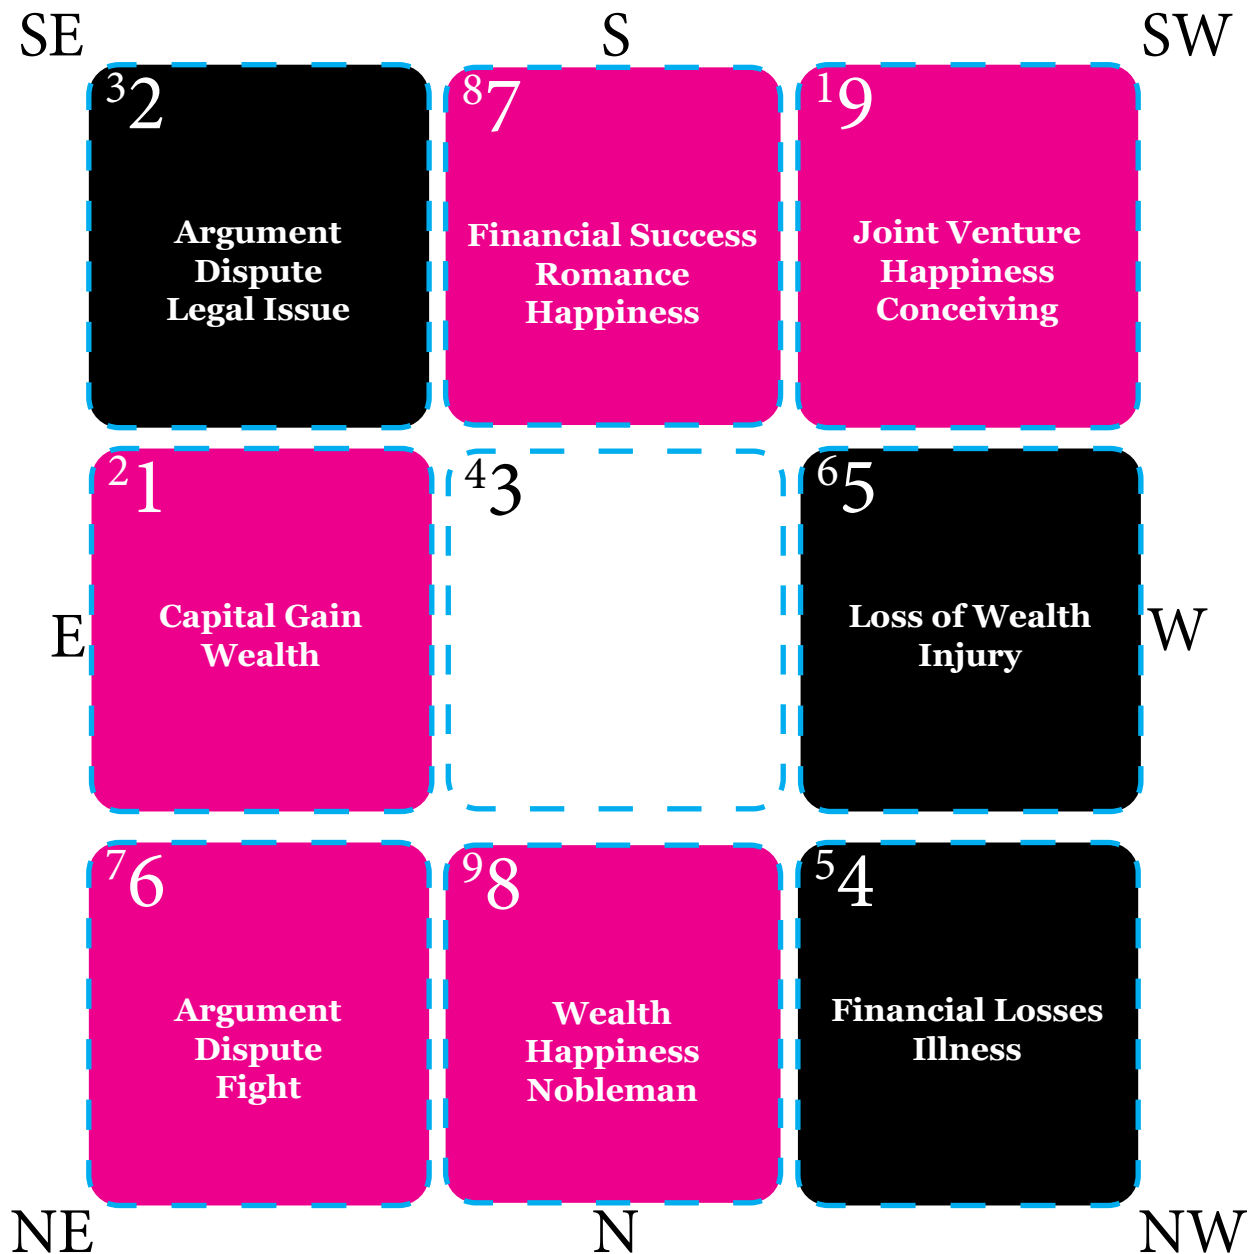 SE S SW
32 87 19
Argument
Dispute
Legal Issue
Financial Success
Romance
Happiness
Joint Venture
Happiness
Conceiving
21 43 65
E
Capital Gain
Wealth
Loss of Wealth
Injury
W
76 98 54
Argument
Dispute
Fight
Wealth
Happiness
Nobleman
Financial Losses
Illness
NE N NW